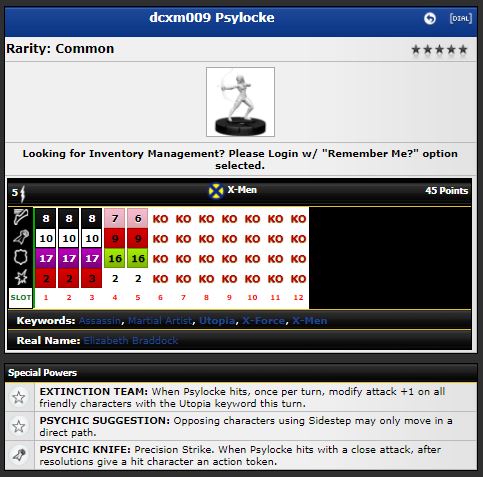 dcxm009 Psylocke
[DIAL]
Rarity: Common
Looking for Inventory Management? Please Login w/ "Remember Me?" option
selected.
5 X-Men 45 Points
8 8 8 7 6 KO KO KO KO KO KO KO
10 10 10 9 9 KO KO KO KO KO KO KO
17 17 17 16 16 KO KO KO KO KO KO KO
2 2 3 2 2 KO KO KO KO KO KO KO
SLOT 1 2 3 4 5 6 7 8 9 10 11 12
Keywords: Assassin, Martial Artist, Utopia, X-Force, X-Men
Real Name: Elizabeth Braddock
Special Powers
EXTINCTION TEAM: When Psylocke hits, once per turn, modify attack +1 on all
friendly characters with the Utopia keyword this turn.
PSYCHIC SUGGESTION: Opposing characters using Sidestep may only move in a
direct path.
PSYCHIC KNIFE: Precision Strike. When Psylocke hits with a close attack, after
resolutions give a hit character an action token.